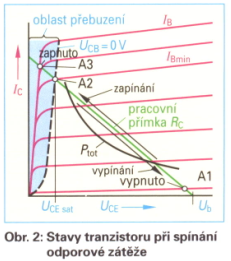 oblast přebuzení
I_B
U_CB = 0 V
zapnuto
A3
I_Bmin
A2
zapínání
I_C
pracovní
přímka R_C
P_tot
vypínání
vypnuto
A1
U_CE sat
U_CE
U_b
Obr. 2: Stavy tranzistoru při spínání
odporové zátěže